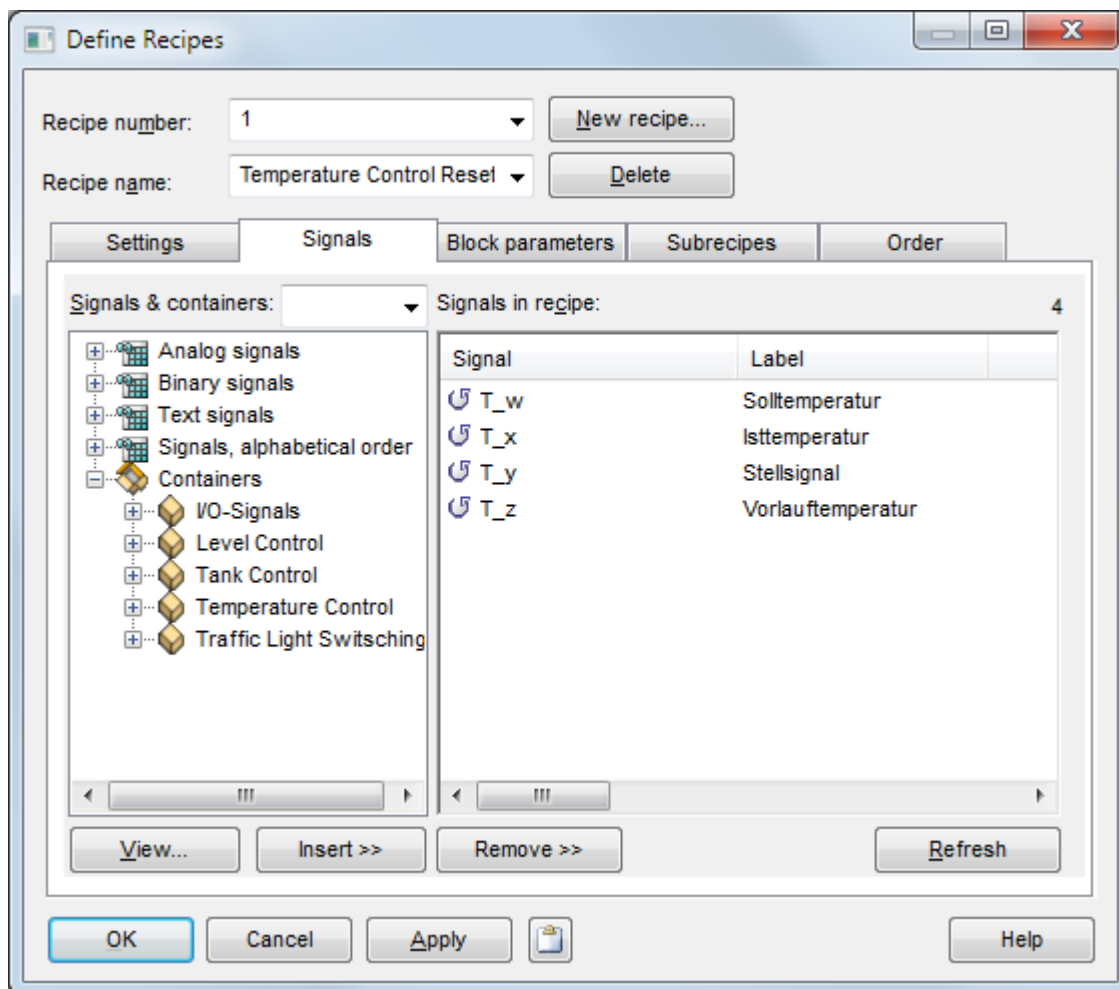 Define Recipes
Recipe number: 1 New recipe...
Recipe name: Temperature Control Reset Delete
Settings Signals Block parameters Subrecipes Order
Signals & containers: Signals in recipe: 4
Analog signals
Binary signals
Text signals
Signals, alphabetical order
Containers
I/O-Signals
Level Control
Tank Control
Temperature Control
Traffic Light Switsching
Signal Label
T_w Solltemperatur
T_x Isttemperatur
T_y Stellsignal
T_z Vorlauftemperatur
View... Insert >> Remove >> Refresh
OK Cancel Apply Help